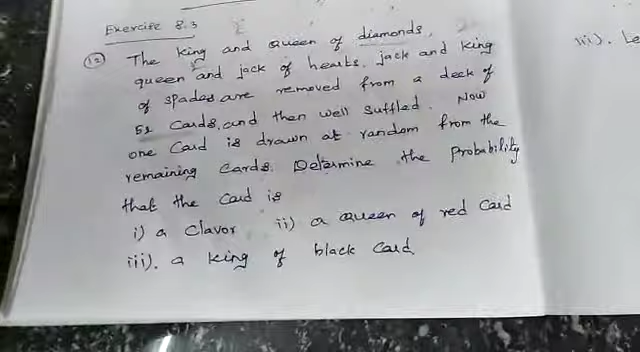 Exercise 8.3
(12) The king and queen of diamonds,
queen and jack of hearts, jack and king
of spades are removed from a deck of
52 Cards, and then well suffled. Now
one Card is drawn at random from the
remaining Cards. Determine the Probability
that the Card is
i) a Clavor ii) a queen of red Card
iii). a king of black Card.
iii). Le